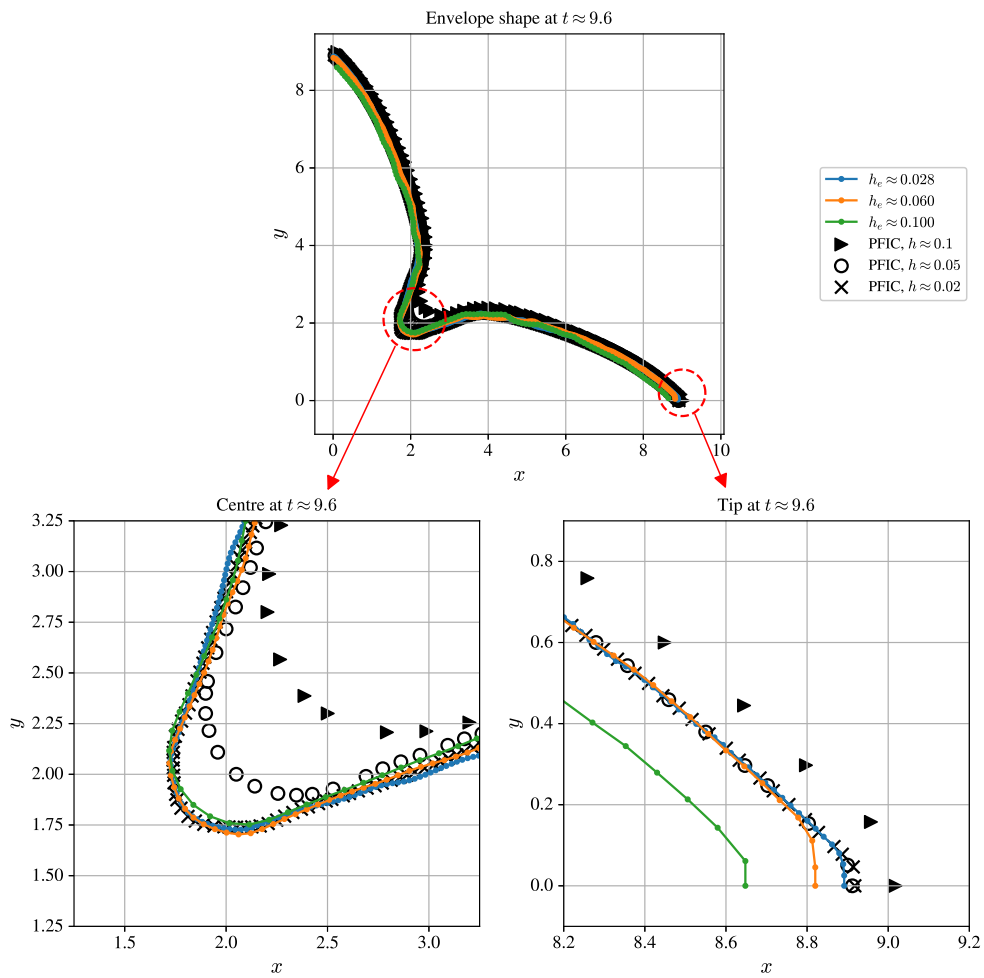 Envelope shape at t ≈ 9.6
8
6
4
2
0
y
0 2 4 6 8 10
x
h_e ≈ 0.028
h_e ≈ 0.060
h_e ≈ 0.100
PFIC, h ≈ 0.1
PFIC, h ≈ 0.05
PFIC, h ≈ 0.02
Centre at t ≈ 9.6
3.25
3.00
2.75
2.50
2.25
2.00
1.75
1.50
1.25
y
1.5 2.0 2.5 3.0
x
Tip at t ≈ 9.6
0.8
0.6
0.4
0.2
0.0
y
8.2 8.4 8.6 8.8 9.0 9.2
x